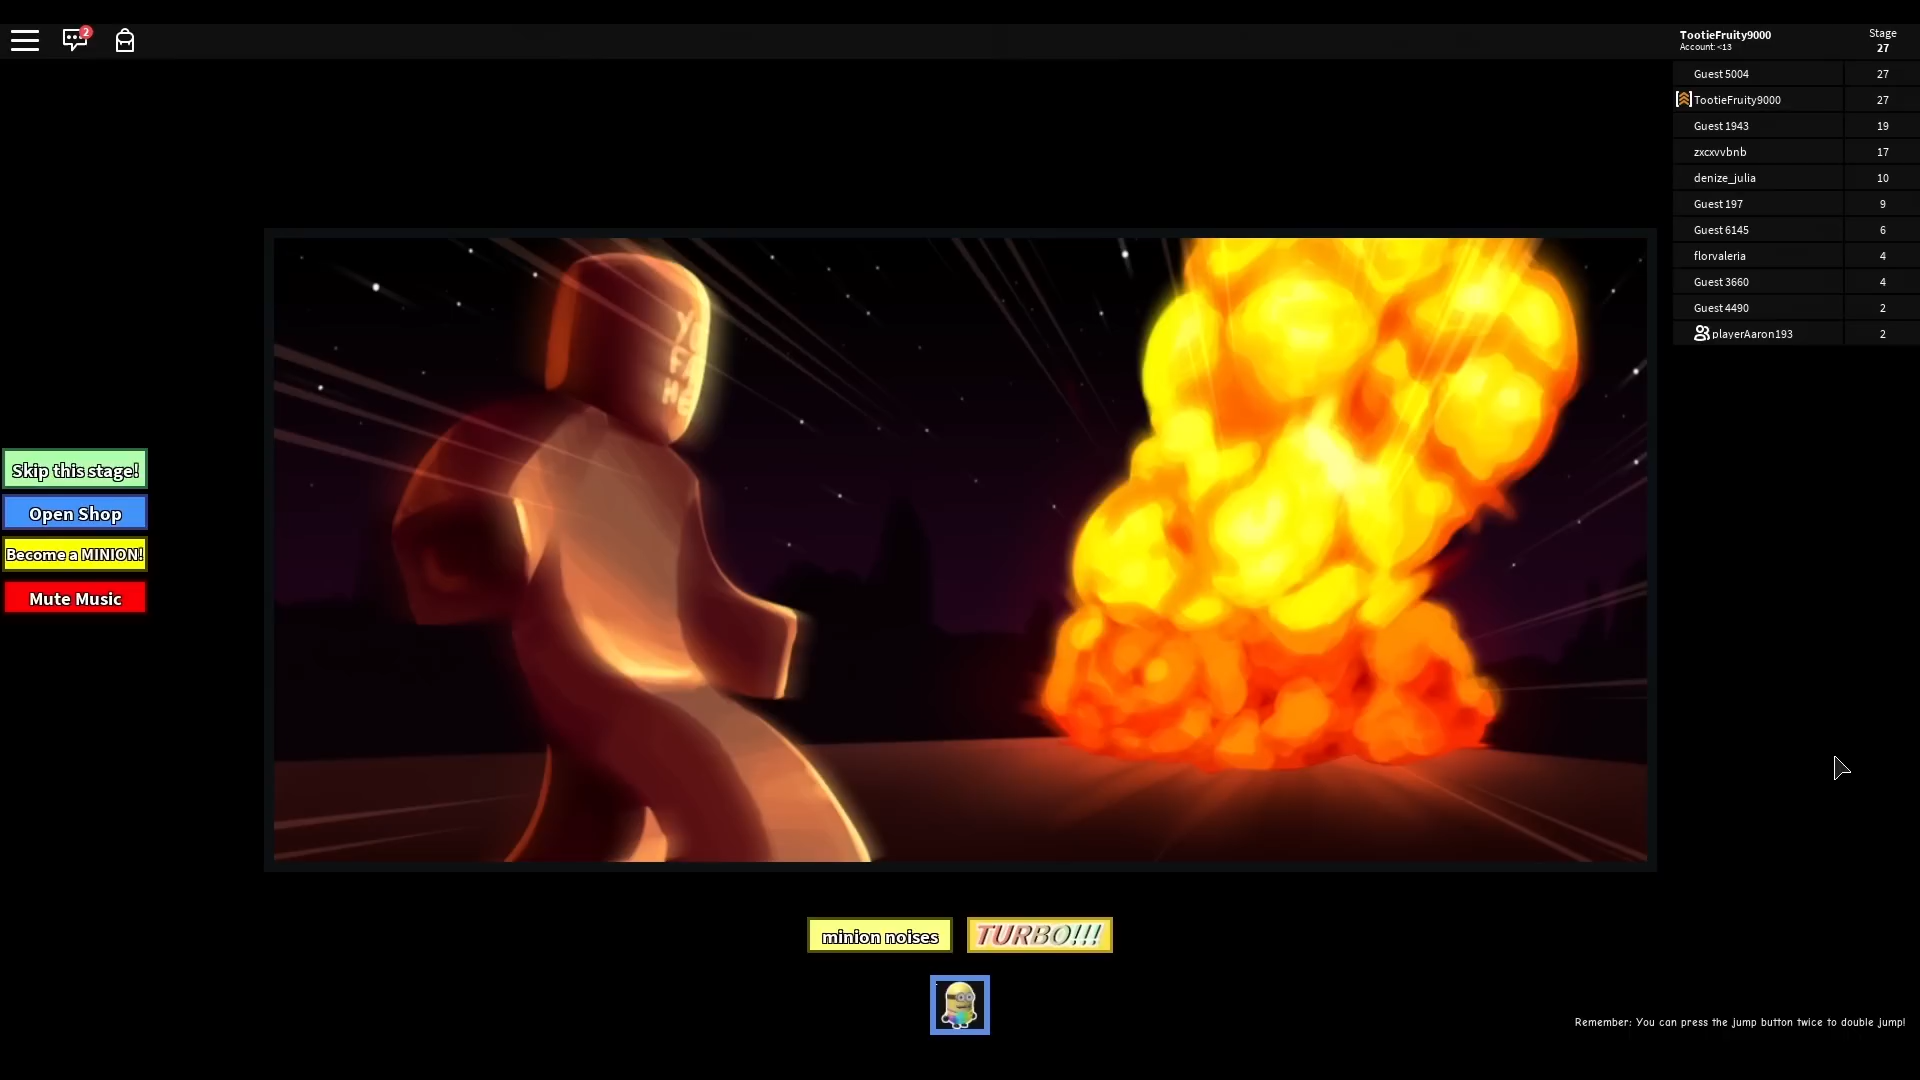 2
TootieFruity9000
Account: <13
Stage
27
Guest 5004 27
TootieFruity9000 27
Guest 1943 19
zxcxvvbnb 17
denize_julia 10
Guest 197 9
Guest 6145 6
florvaleria 4
Guest 3660 4
Guest 4490 2
playerAaron193 2
Skip this stage!
Open Shop
Become a MINION!
Mute Music
minion noises
TURBO!!!
Remember: You can press the jump button twice to double jump!